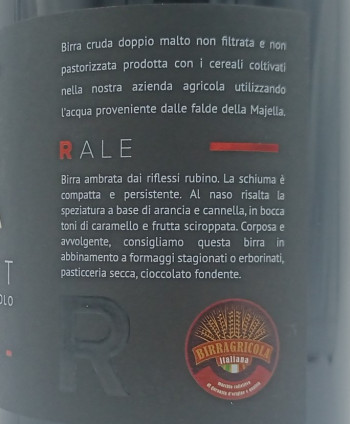 Birra cruda doppio malto non filtrata e non
pastorizzata prodotta con i cereali coltivati
nella nostra azienda agricola utilizzando
l'acqua proveniente dalle falde della Majella.
RALE
Birra ambrata dai riflessi rubino. La schiuma è
compatta e persistente. Al naso risalta la
speziatura a base di arancia e cannella, in bocca
toni di caramello e frutta sciroppata. Corposa e
avvolgente, consigliamo questa birra in
abbinamento a formaggi stagionati o erborinati,
pasticceria secca, cioccolato fondente.
T
OLO
R
BIRRAGRICOLA
italiana
marchio collettivo